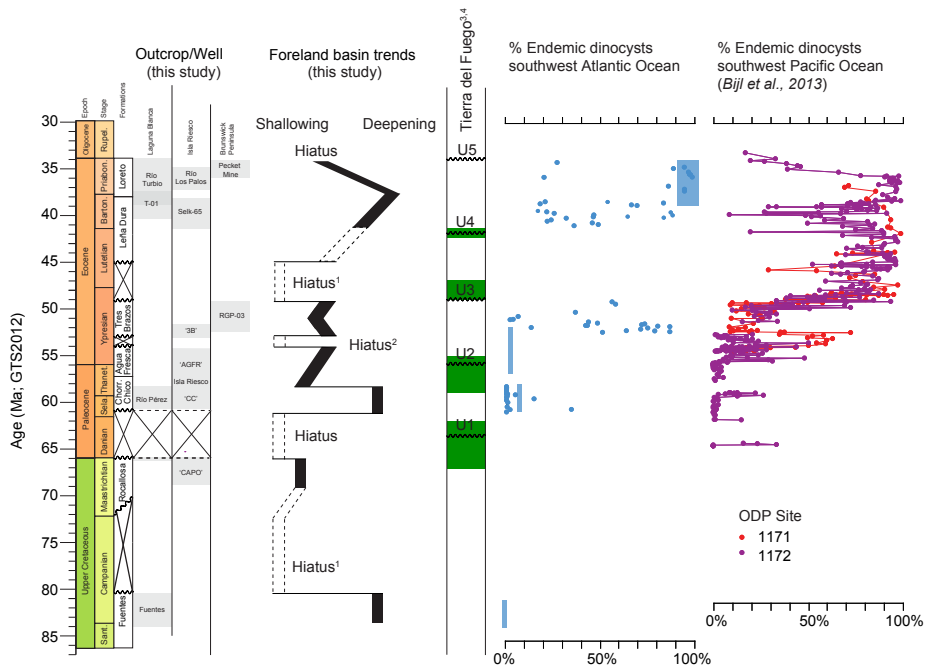 Outcrop/Well
(this study)
Foreland basin trends
(this study)
Tierra del Fuego3,4
% Endemic dinocysts
southwest Atlantic Ocean
% Endemic dinocysts
southwest Pacific Ocean
(Bijl et al., 2013)
Age (Ma; GTS2012)
Epoch
Stage
Formations
Laguna Blanca
Isla Riesco
Brunswick
Peninsula
Shallowing
Deepening
30
35
40
45
50
55
60
65
70
75
80
85
Oligocene
Eocene
Paleocene
Upper Cretaceous
Rupel.
Priabon.
Barton.
Lutetian
Ypresian
Thanet.
Sela
Danian
Maastrichtian
Campanian
Sant.
Loreto
Leña Dura
Tres
Brazos
Agua
Fresca
Chorr.
Chico
Rocallosa
Fuentes
Río
Turbio
T-01
Río Pérez
Fuentes
Río
Los Palos
Selk-65
'3B'
'AGFR'
Isla Riesco
'CC'
'CAPO'
Pecket
Mine
RGP-03
Hiatus
Hiatus1
Hiatus2
Hiatus
Hiatus1
U5
U4
U3
U2
U1
ODP Site
1171
1172
0%
50%
100%
0%
50%
100%